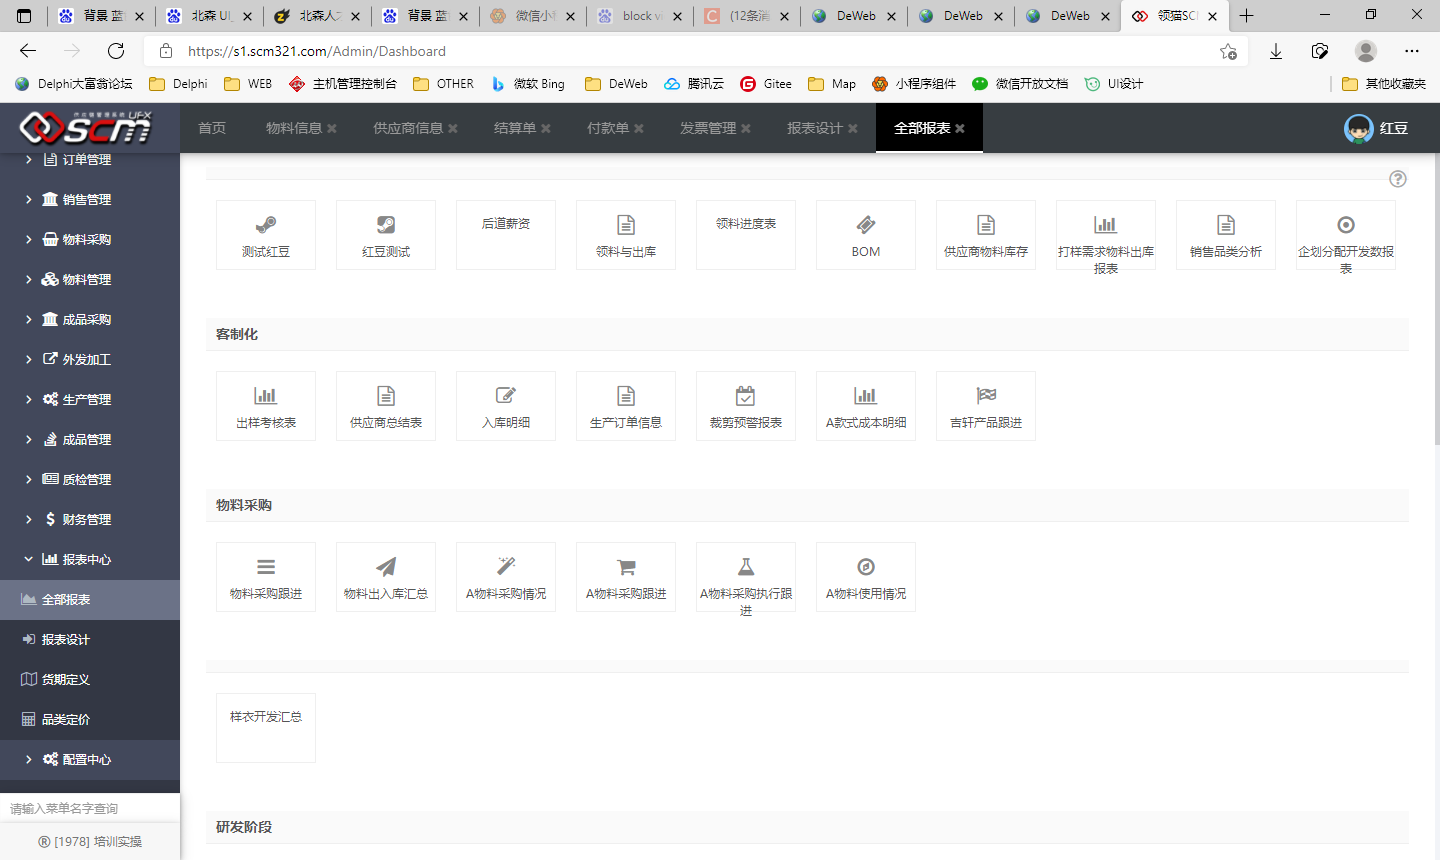 背景 蓝
北森 UI_
北森人才
背景 蓝
微信小程
block vi
(12条消
DeWeb
DeWeb
DeWeb
领猫SCM
https://s1.scm321.com/Admin/Dashboard
Delphi大富翁论坛
Delphi
WEB
主机管理控制台
OTHER
微软 Bing
DeWeb
腾讯云
Gitee
Map
小程序组件
微信开放文档
UI设计
其他收藏夹
供应链管理系统 UFX
scm
首页
物料信息
供应商信息
结算单
付款单
发票管理
报表设计
全部报表
红豆
订单管理
销售管理
物料采购
物料管理
成品采购
外发加工
生产管理
成品管理
质检管理
财务管理
报表中心
全部报表
报表设计
货期定义
品类定价
配置中心
请输入菜单名字查询
® [1978] 培训实操
测试红豆
红豆测试
后道薪资
领料与出库
领料进度表
BOM
供应商物料库存
打样需求物料出库
报表
销售品类分析
企划分配开发数报
表
客制化
出样考核表
供应商总结表
入库明细
生产订单信息
裁剪预警报表
A款式成本明细
吉轩产品跟进
物料采购
物料采购跟进
物料出入库汇总
A物料采购情况
A物料采购跟进
A物料采购执行跟
进
A物料使用情况
样衣开发汇总
研发阶段